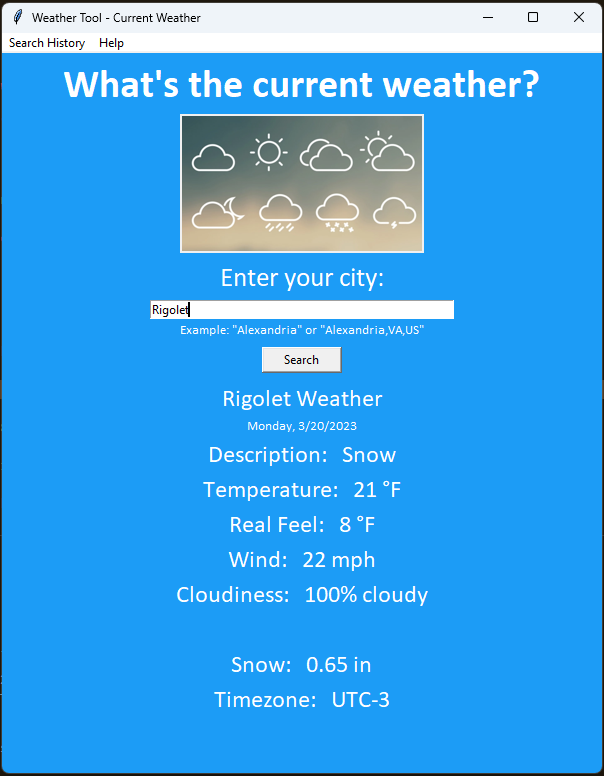 Weather Tool - Current Weather
Search History Help
What's the current weather?
Enter your city:
Rigolet
Example: "Alexandria" or "Alexandria,VA,US"
Search
Rigolet Weather
Monday, 3/20/2023
Description: Snow
Temperature: 21 °F
Real Feel: 8 °F
Wind: 22 mph
Cloudiness: 100% cloudy
Snow: 0.65 in
Timezone: UTC-3